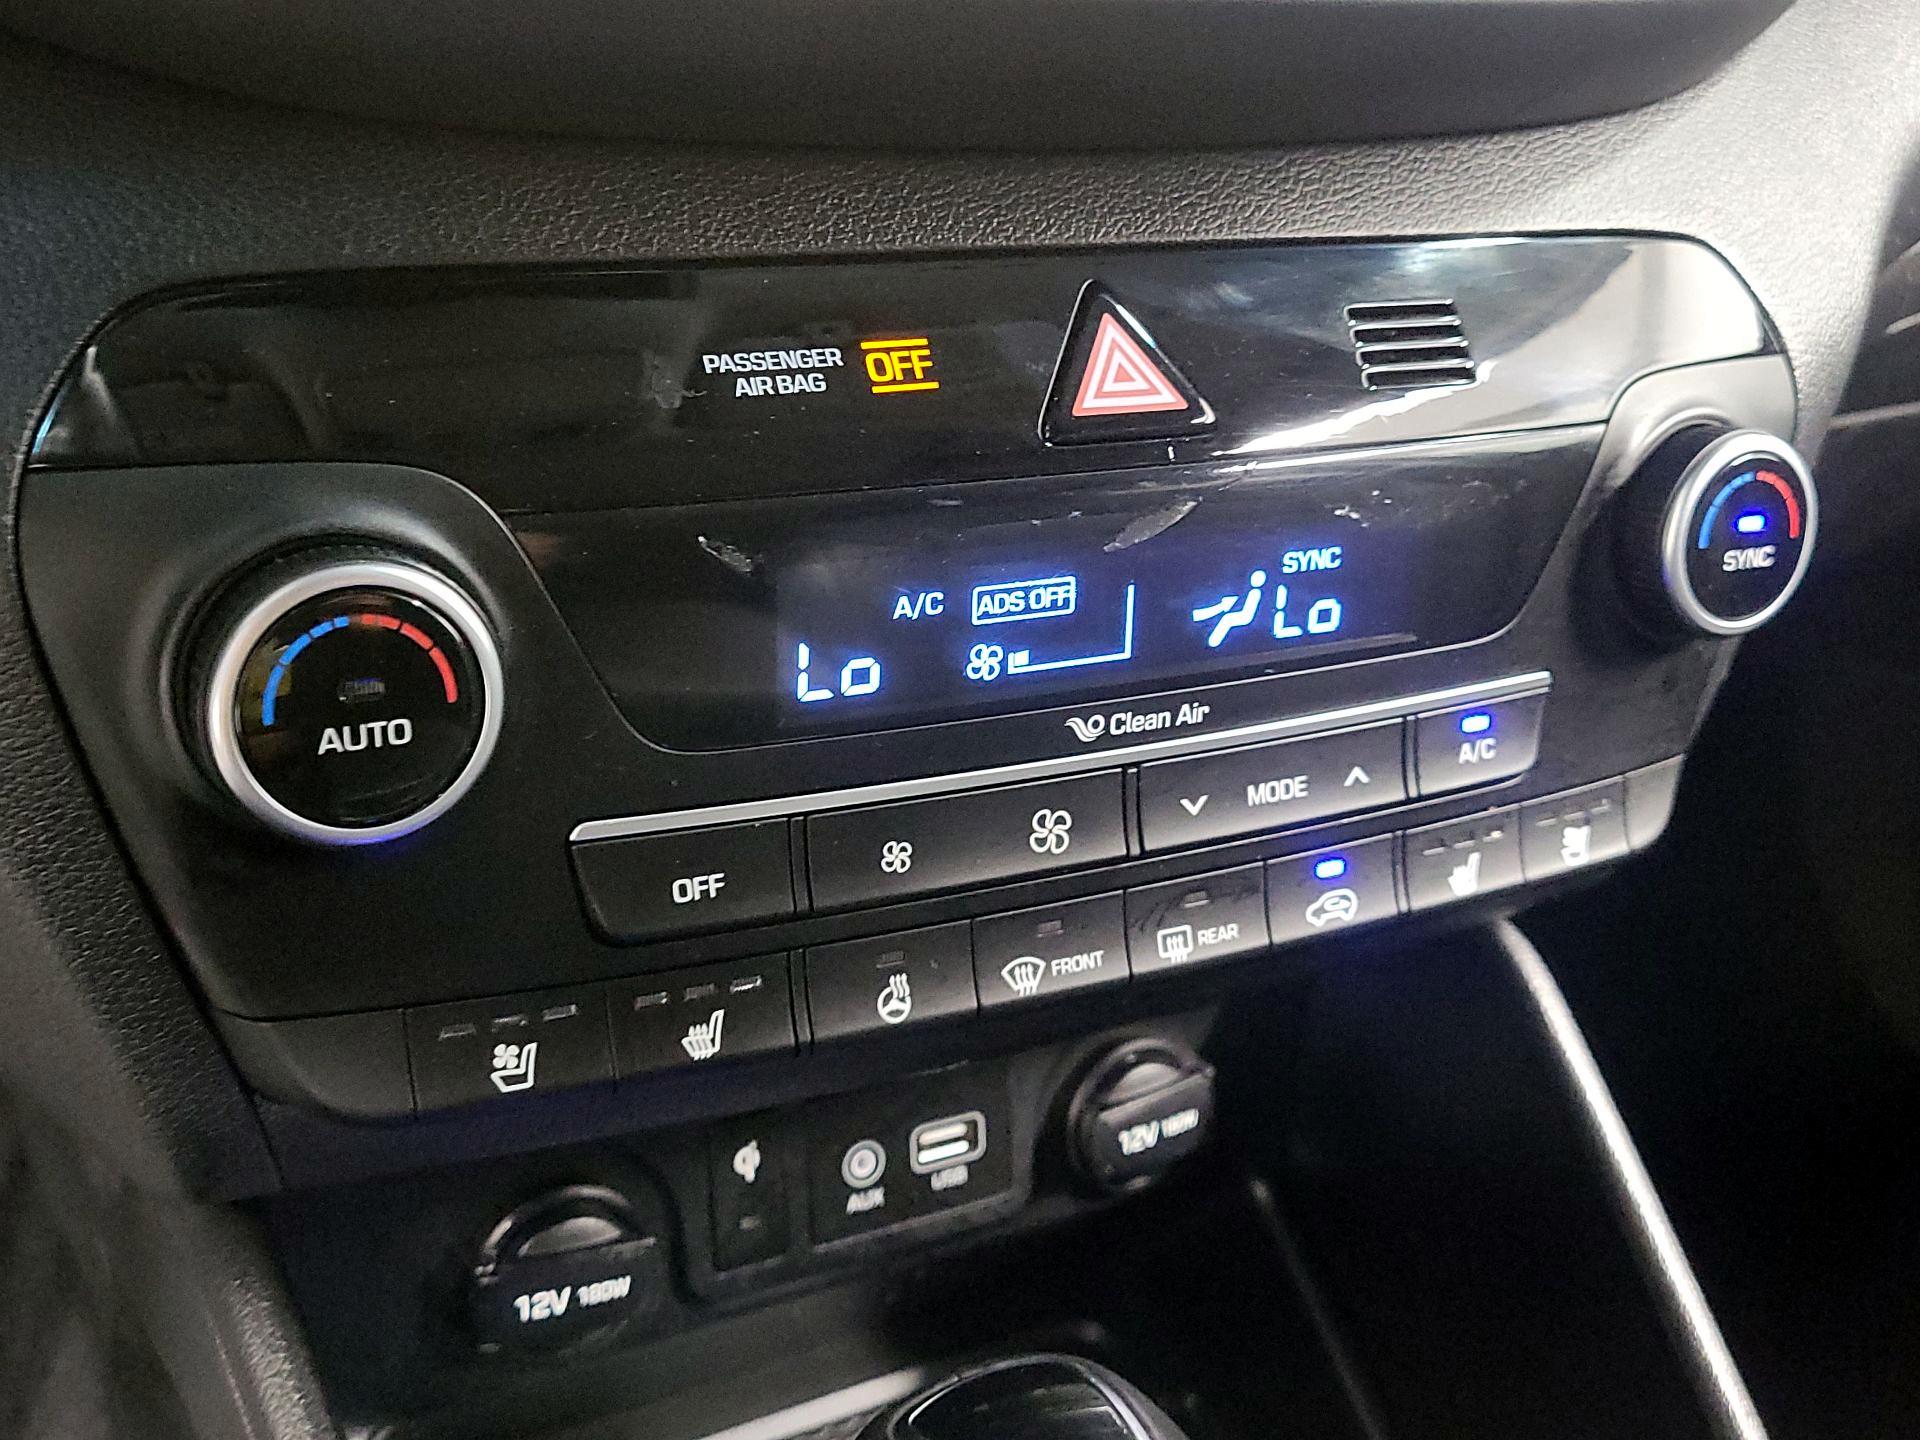 PASSENGER
AIR BAG
OFF
SYNC
A/C
ADS OFF
Lo
Lo
SYNC
AUTO
Clean Air
A/C
MODE
OFF
FRONT
REAR
AUX
USB
12V 180W
12V 180W